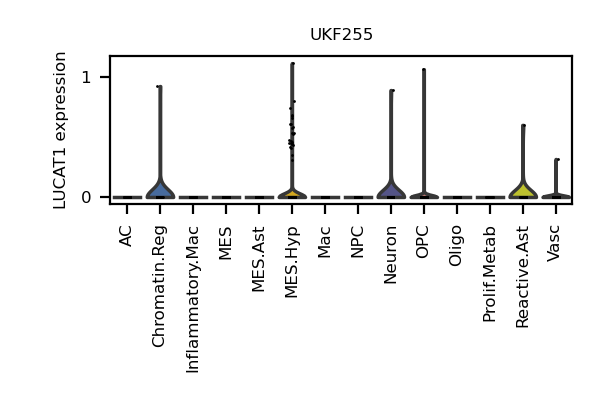 UKF255
LUCAT1 expression
1
0
AC
Chromatin.Reg
Inflammatory.Mac
MES
MES.Ast
MES.Hyp
Mac
NPC
Neuron
OPC
Oligo
Prolif.Metab
Reactive.Ast
Vasc